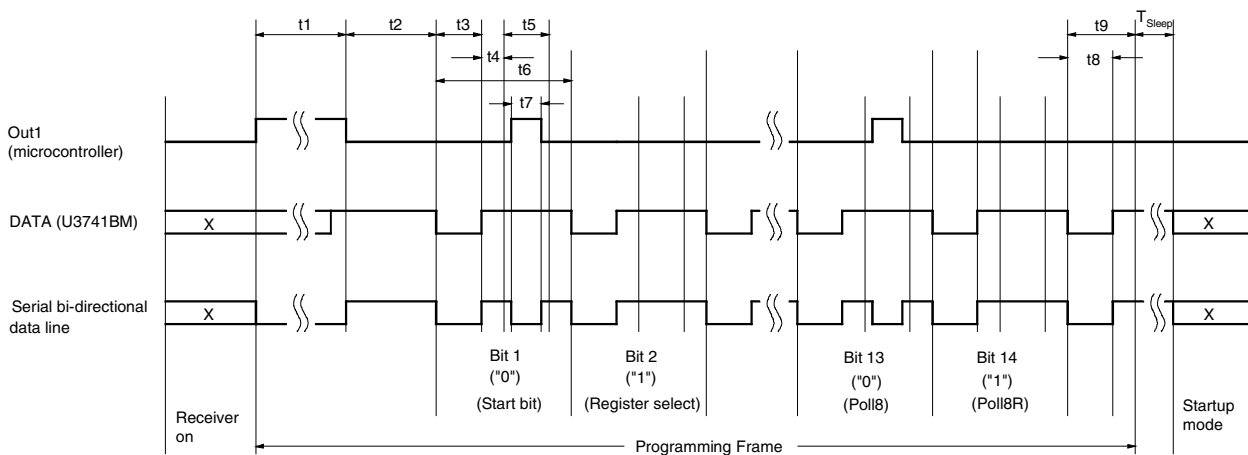 t1
t2
t3
t5
t9
TSleep
t4
t6
t8
t7
Out1
(microcontroller)
DATA (U3741BM)
X
X
Serial bi-directional
data line
X
X
Bit 1
("0")
(Start bit)
Bit 2
("1")
(Register select)
Bit 13
("0")
(Poll8)
Bit 14
("1")
(Poll8R)
Receiver
on
Startup
mode
Programming Frame